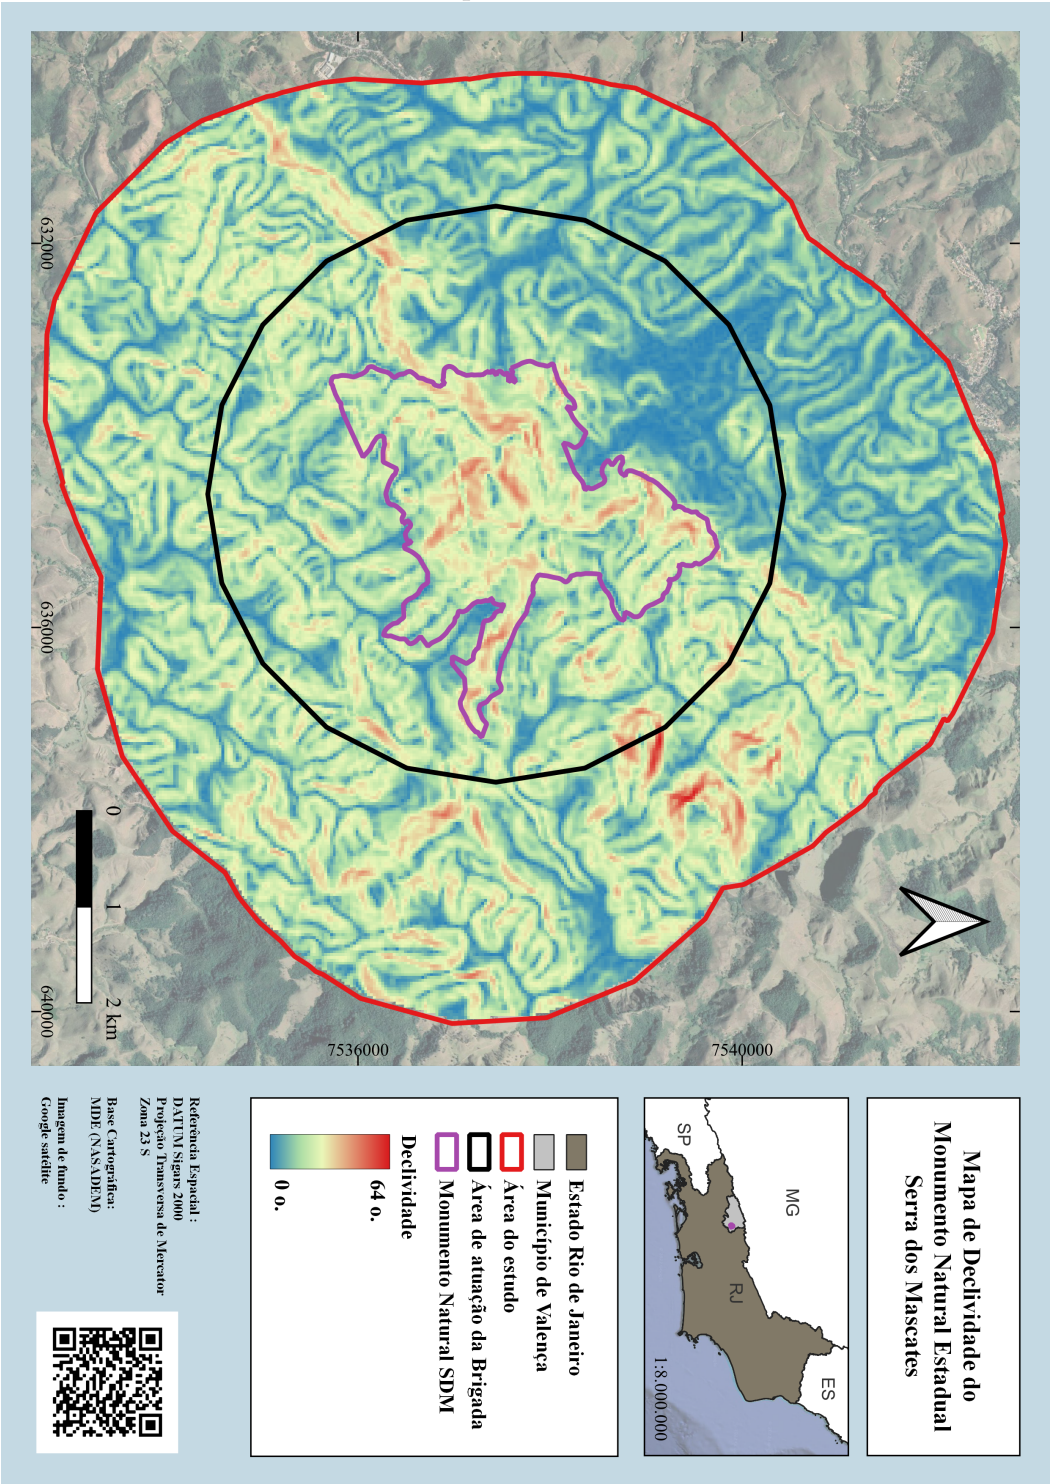 Mapa de Declividade do
Monumento Natural Estadual
Serra dos Mascates
MG
SP
RJ
ES
1:8.000.000
Estado Rio de Janeiro
Município de Valença
Área do estudo
Área de atuação da Brigada
Monumento Natural SDM
Declividade
64 o.
0 o.
Referência Espacial :
DATUM Sigars 2000
Projeção Transversa de Mercator
Zona 23 S
Base Cartográfica:
MDE (NASADEM)
Imagem de fundo :
Google satélite
7540000
7536000
632000
636000
640000
0 1 2 km